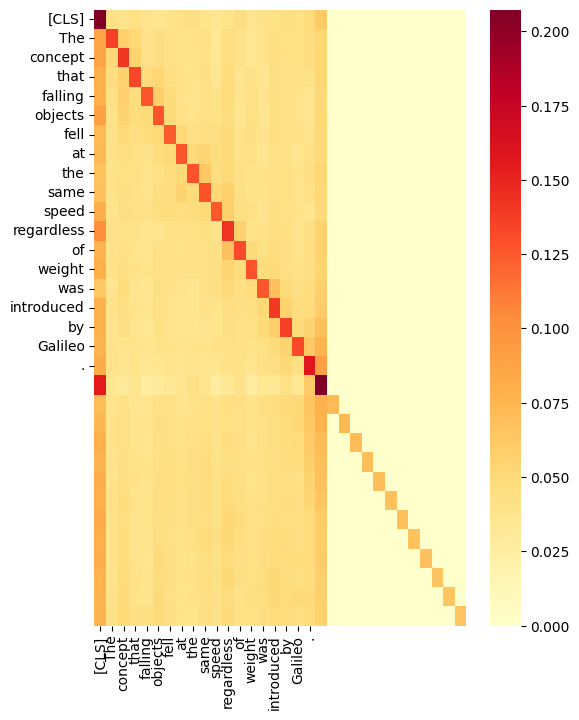 [CLS]
The
concept
that
falling
objects
fell
at
the
same
speed
regardless
of
weight
was
introduced
by
Galileo
.
[CLS]
The
concept
that
falling
objects
fell
at
the
same
speed
regardless
of
weight
was
introduced
by
Galileo
.
0.200
0.175
0.150
0.125
0.100
0.075
0.050
0.025
0.000